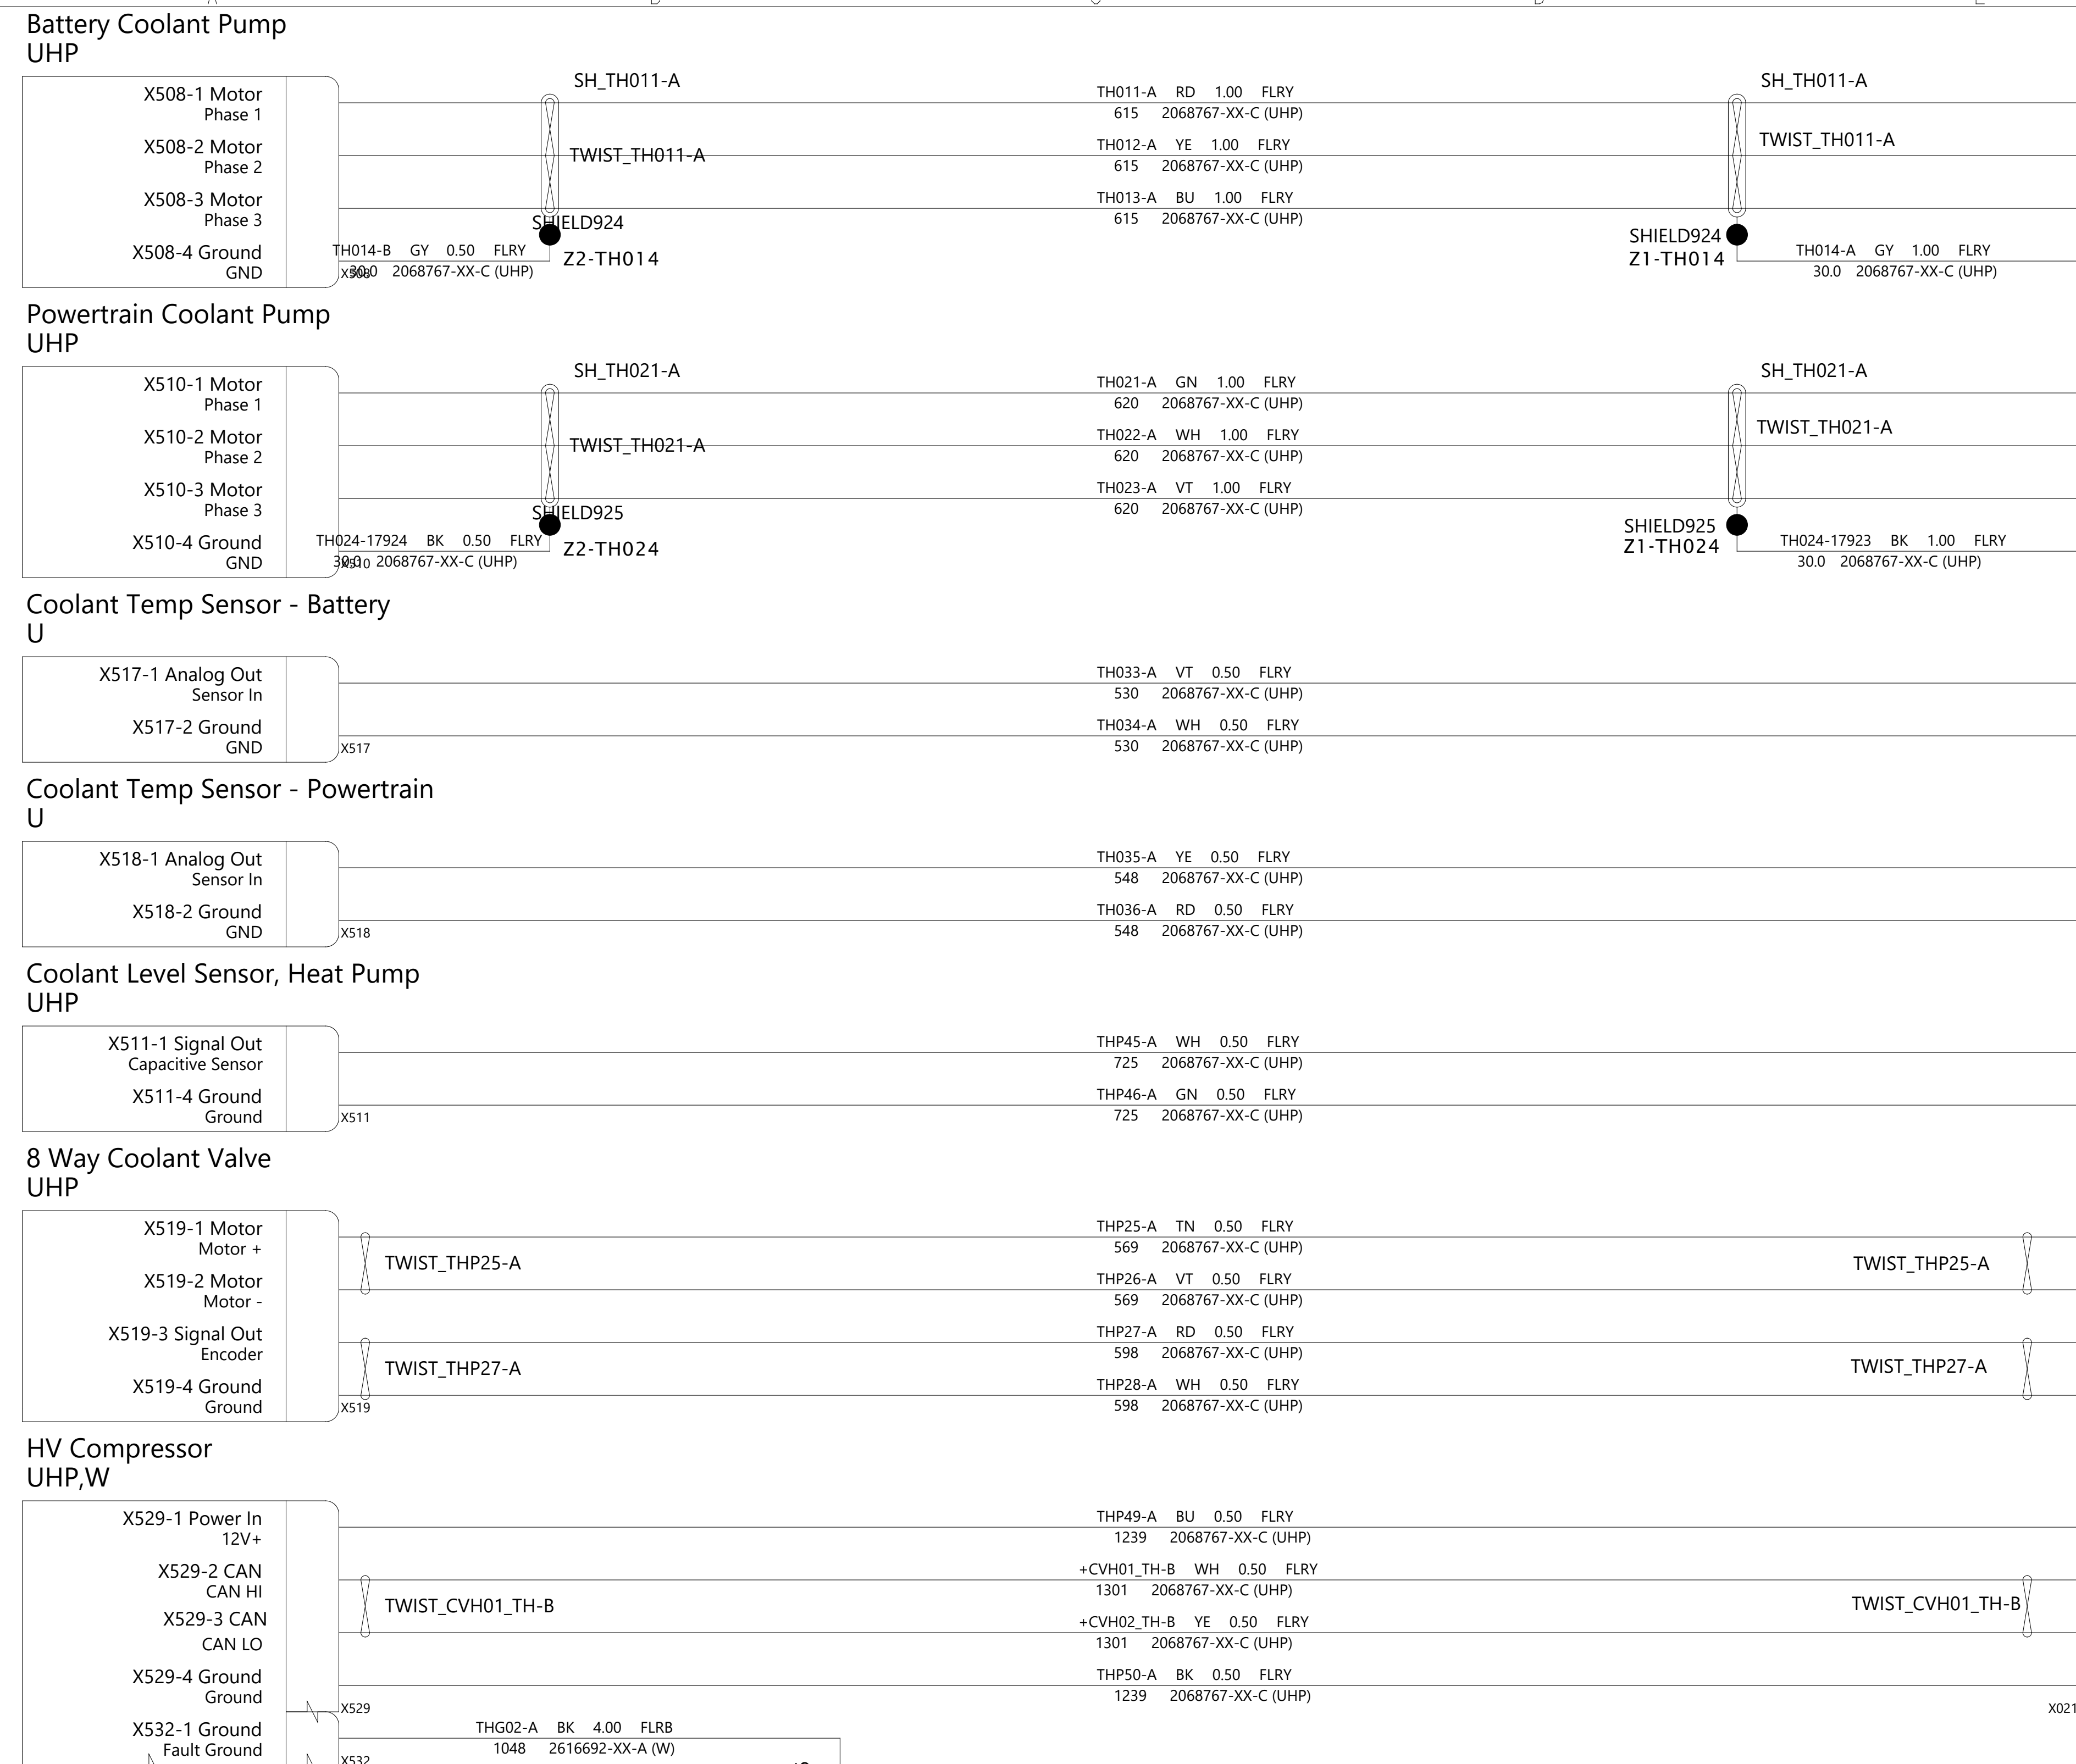 Battery Coolant Pump
UHP
X508-1 Motor
Phase 1
X508-2 Motor
Phase 2
X508-3 Motor
Phase 3
X508-4 Ground
GND
X508
SH_TH011-A
TWIST_TH011-A
SHIELD924
Z2-TH014
TH014-B GY 0.50 FLRY
30.0 2068767-XX-C (UHP)
TH011-A RD 1.00 FLRY
615 2068767-XX-C (UHP)
TH012-A YE 1.00 FLRY
615 2068767-XX-C (UHP)
TH013-A BU 1.00 FLRY
615 2068767-XX-C (UHP)
SH_TH011-A
TWIST_TH011-A
SHIELD924
Z1-TH014
TH014-A GY 1.00 FLRY
30.0 2068767-XX-C (UHP)
Powertrain Coolant Pump
UHP
X510-1 Motor
Phase 1
X510-2 Motor
Phase 2
X510-3 Motor
Phase 3
X510-4 Ground
GND
X510
SH_TH021-A
TWIST_TH021-A
SHIELD925
Z2-TH024
TH024-17924 BK 0.50 FLRY
30.0 2068767-XX-C (UHP)
TH021-A GN 1.00 FLRY
620 2068767-XX-C (UHP)
TH022-A WH 1.00 FLRY
620 2068767-XX-C (UHP)
TH023-A VT 1.00 FLRY
620 2068767-XX-C (UHP)
SH_TH021-A
TWIST_TH021-A
SHIELD925
Z1-TH024
TH024-17923 BK 1.00 FLRY
30.0 2068767-XX-C (UHP)
Coolant Temp Sensor - Battery
U
X517-1 Analog Out
Sensor In
X517-2 Ground
GND
X517
TH033-A VT 0.50 FLRY
530 2068767-XX-C (UHP)
TH034-A WH 0.50 FLRY
530 2068767-XX-C (UHP)
Coolant Temp Sensor - Powertrain
U
X518-1 Analog Out
Sensor In
X518-2 Ground
GND
X518
TH035-A YE 0.50 FLRY
548 2068767-XX-C (UHP)
TH036-A RD 0.50 FLRY
548 2068767-XX-C (UHP)
Coolant Level Sensor, Heat Pump
UHP
X511-1 Signal Out
Capacitive Sensor
X511-4 Ground
Ground
X511
THP45-A WH 0.50 FLRY
725 2068767-XX-C (UHP)
THP46-A GN 0.50 FLRY
725 2068767-XX-C (UHP)
8 Way Coolant Valve
UHP
X519-1 Motor
Motor +
X519-2 Motor
Motor -
X519-3 Signal Out
Encoder
X519-4 Ground
Ground
X519
TWIST_THP25-A
TWIST_THP27-A
THP25-A TN 0.50 FLRY
569 2068767-XX-C (UHP)
THP26-A VT 0.50 FLRY
569 2068767-XX-C (UHP)
THP27-A RD 0.50 FLRY
598 2068767-XX-C (UHP)
THP28-A WH 0.50 FLRY
598 2068767-XX-C (UHP)
TWIST_THP25-A
TWIST_THP27-A
HV Compressor
UHP,W
X529-1 Power In
12V+
X529-2 CAN
CAN HI
X529-3 CAN
CAN LO
X529-4 Ground
Ground
X529
TWIST_CVH01_TH-B
THP49-A BU 0.50 FLRY
1239 2068767-XX-C (UHP)
+CVH01_TH-B WH 0.50 FLRY
1301 2068767-XX-C (UHP)
+CVH02_TH-B YE 0.50 FLRY
1301 2068767-XX-C (UHP)
THP50-A BK 0.50 FLRY
1239 2068767-XX-C (UHP)
TWIST_CVH01_TH-B
X021
X532-1 Ground
Fault Ground
X532
THG02-A BK 4.00 FLRB
1048 2616692-XX-A (W)